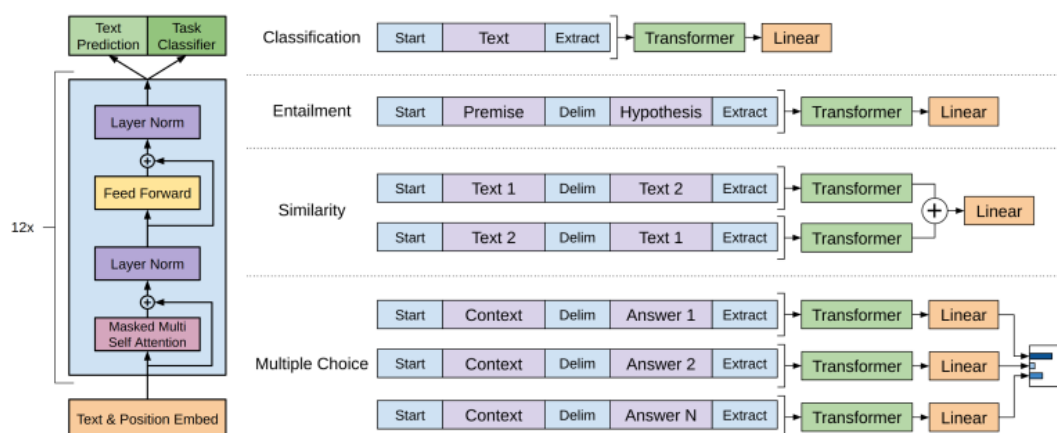 Text Prediction
Task Classifier
Layer Norm
+
Feed Forward
12x
Layer Norm
+
Masked Multi Self Attention
Text & Position Embed
Classification
Start Text Extract Transformer Linear
Entailment
Start Premise Delim Hypothesis Extract Transformer Linear
Similarity
Start Text 1 Delim Text 2 Extract Transformer
+ Linear
Start Text 2 Delim Text 1 Extract Transformer
Multiple Choice
Start Context Delim Answer 1 Extract Transformer Linear
Start Context Delim Answer 2 Extract Transformer Linear
Start Context Delim Answer N Extract Transformer Linear